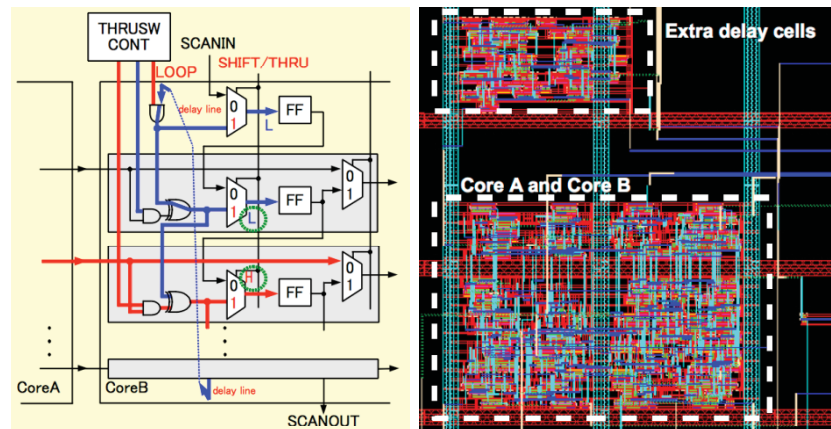 THRUSW
CONT
SCANIN
SHIFT/THRU
LOOP
delay line
0
1
L
FF
0
1
L
FF
0
1
0
1
H
FF
0
1
CoreA
CoreB
delay line
SCANOUT
Extra delay cells
Core A and Core B